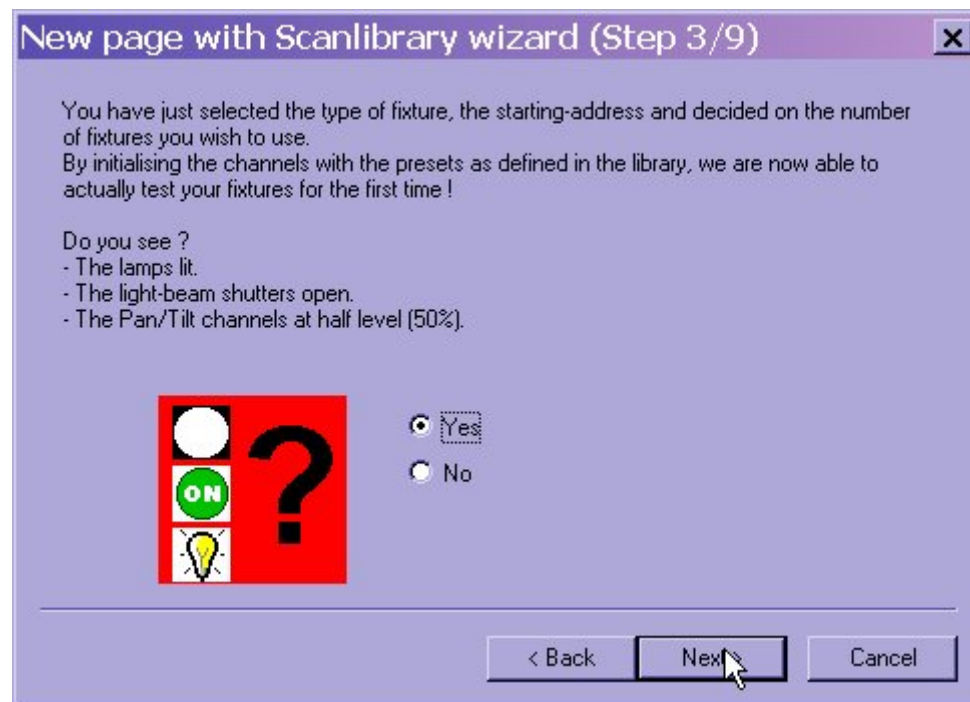 New page with Scanlibrary wizard (Step 3/9)
You have just selected the type of fixture, the starting-address and decided on the number
of fixtures you wish to use.
By initialising the channels with the presets as defined in the library, we are now able to
actually test your fixtures for the first time !
Do you see ?
- The lamps lit.
- The light-beam shutters open.
- The Pan/Tilt channels at half level (50%).
ON
?
Yes
No
< Back
Next >
Cancel